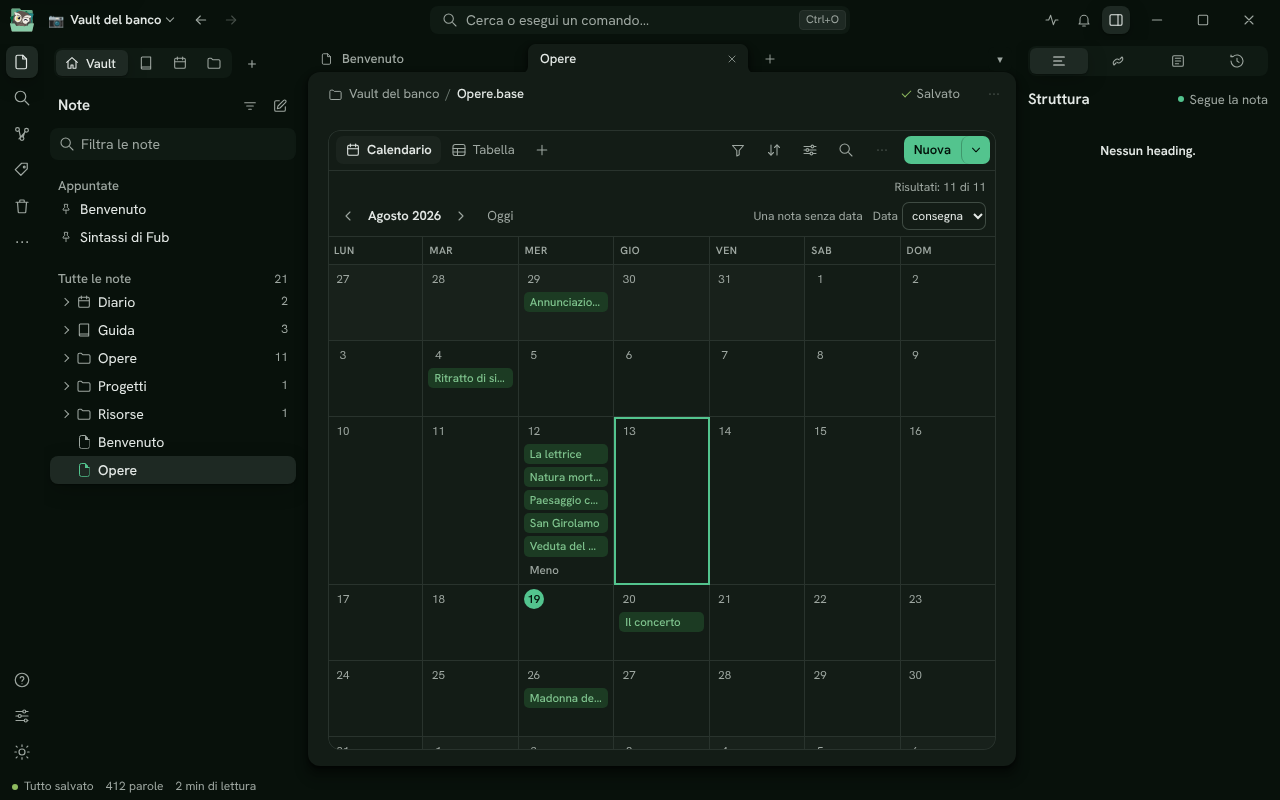 Vault del banco
Cerca o esegui un comando…
Ctrl+O
Vault
Benvenuto
Opere
Note
Filtra le note
Appuntate
Benvenuto
Sintassi di Fub
Tutte le note 21
Diario 2
Guida 3
Opere 11
Progetti 1
Risorse 1
Benvenuto
Opere
Vault del banco / Opere.base
Salvato
Calendario
Tabella
Nuova
Risultati: 11 di 11
Agosto 2026
Oggi
Una nota senza data
Data
consegna
LUN MAR MER GIO VEN SAB DOM
27 28 29 30 31 1 2
Annunciazio…
3 4 5 6 7 8 9
Ritratto di si…
10 11 12 13 14 15 16
La lettrice
Natura mort…
Paesaggio c…
San Girolamo
Veduta del …
Meno
17 18 19 20 21 22 23
Il concerto
24 25 26 27 28 29 30
Madonna de…
Struttura
Segue la nota
Nessun heading.
Tutto salvato 412 parole 2 min di lettura